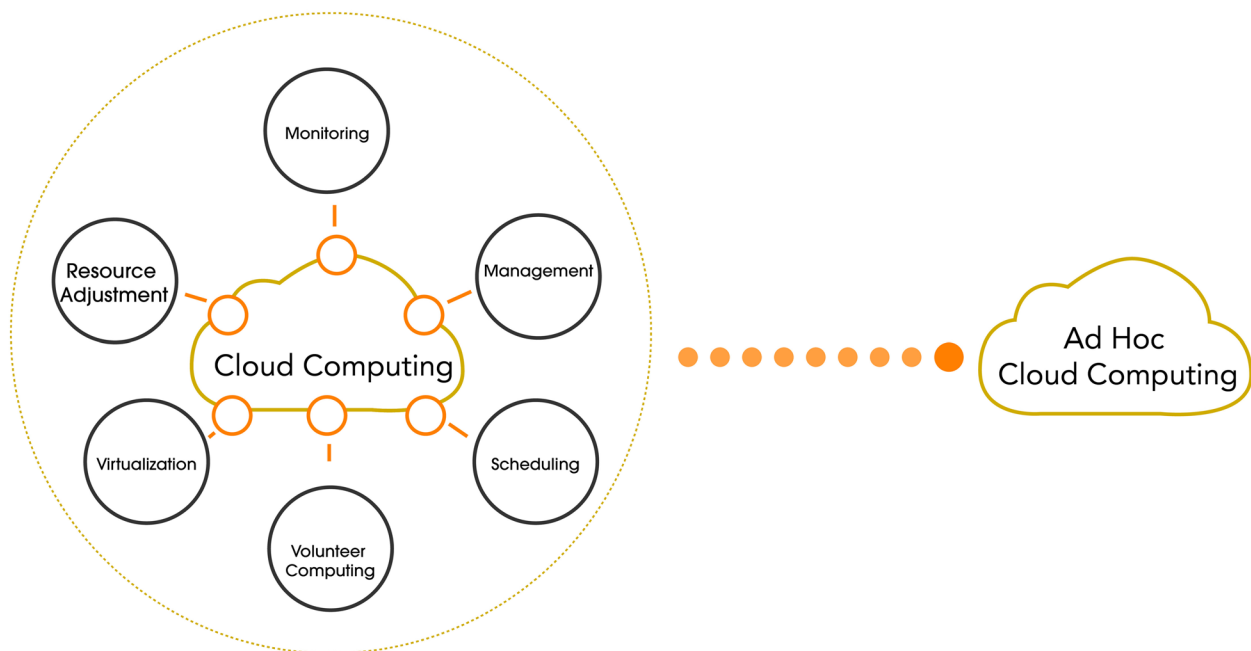 Monitoring
Resource
Adjustment
Management
Cloud Computing
Virtualization
Scheduling
Volunteer
Computing
Ad Hoc
Cloud Computing